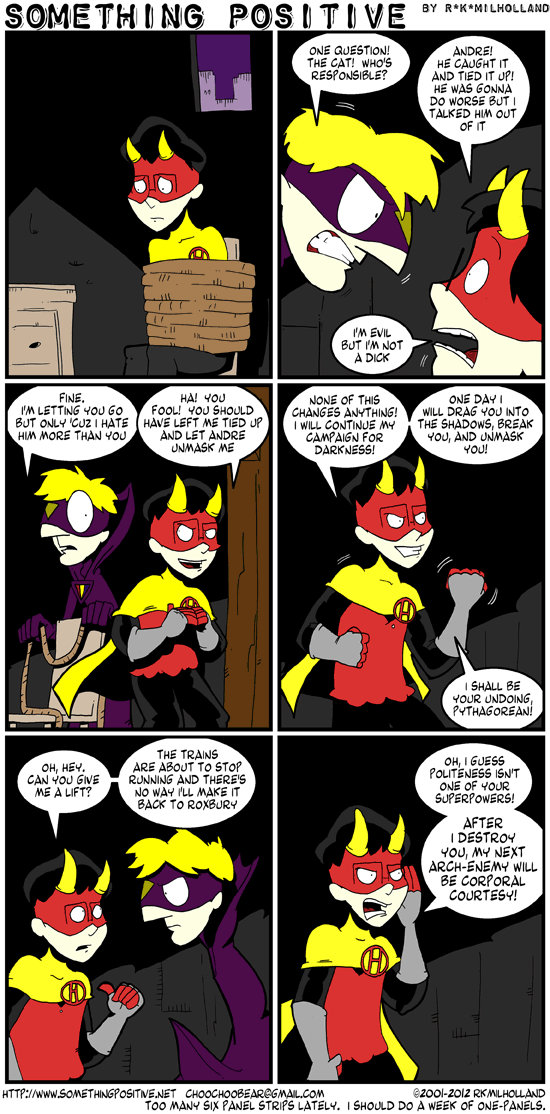 SOMETHING POSITIVE BY R*K*MILHOLLAND
ONE QUESTION!
THE CAT! WHO'S
RESPONSIBLE?
ANDRE!
HE CAUGHT IT
AND TIED IT UP!
HE WAS GONNA
DO WORSE BUT I
TALKED HIM OUT
OF IT
I'M EVIL
BUT I'M NOT
A DICK
FINE.
I'M LETTING YOU GO
BUT ONLY 'CUZ I HATE
HIM MORE THAN YOU
HA! YOU
FOOL! YOU SHOULD
HAVE LEFT ME TIED UP
AND LET ANDRE
UNMASK ME
H
NONE OF THIS
CHANGES ANYTHING!
I WILL CONTINUE MY
CAMPAIGN FOR
DARKNESS!
ONE DAY I
WILL DRAG YOU INTO
THE SHADOWS, BREAK
YOU, AND UNMASK
YOU!
H
I SHALL BE
YOUR UNDOING,
PYTHAGOREAN!
OH, HEY.
CAN YOU GIVE
ME A LIFT?
THE TRAINS
ARE ABOUT TO STOP
RUNNING AND THERE'S
NO WAY I'LL MAKE IT
BACK TO ROXBURY
H
OH, I GUESS
POLITENESS ISN'T
ONE OF YOUR
SUPERPOWERS!
AFTER
I DESTROY
YOU, MY NEXT
ARCH-ENEMY WILL
BE CORPORAL
COURTESY!
H
HTTP://WWW.SOMETHINGPOSITIVE.NET CHOOCHOOBEAR@GMAIL.COM ©2001-2012 RKMILHOLLAND
TOO MANY SIX PANEL STRIPS LATELY. I SHOULD DO A WEEK OF ONE-PANELS.